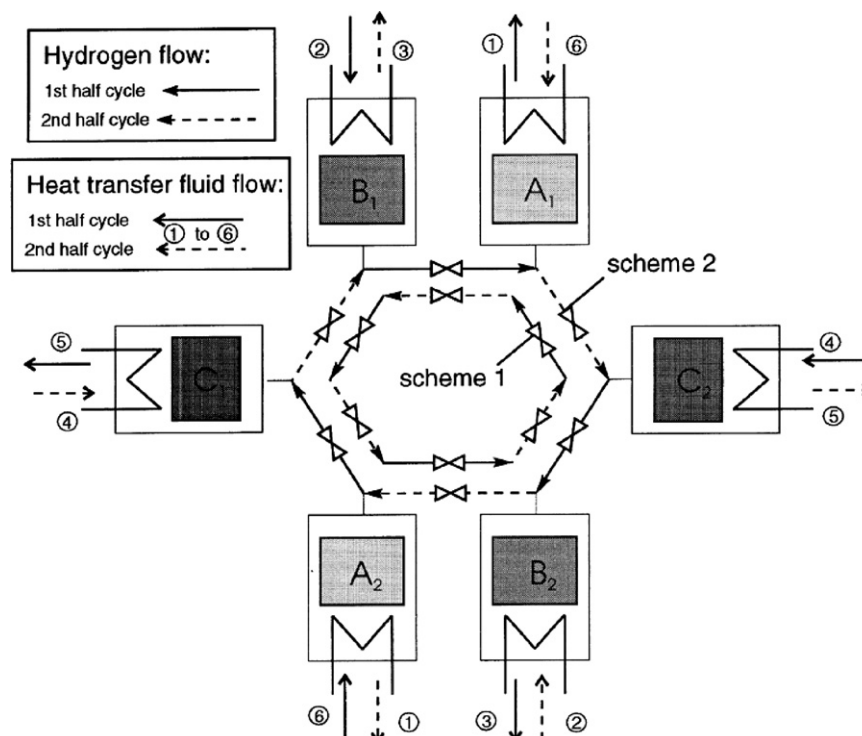 Hydrogen flow:
1st half cycle
2nd half cycle
Heat transfer fluid flow:
1st half cycle
① to ⑥
2nd half cycle
② ③ ① ⑥
B₁ A₁
scheme 2
⑤ ④
C₁ scheme 1 C₂
④ ⑤
A₂ B₂
⑥ ① ③ ②